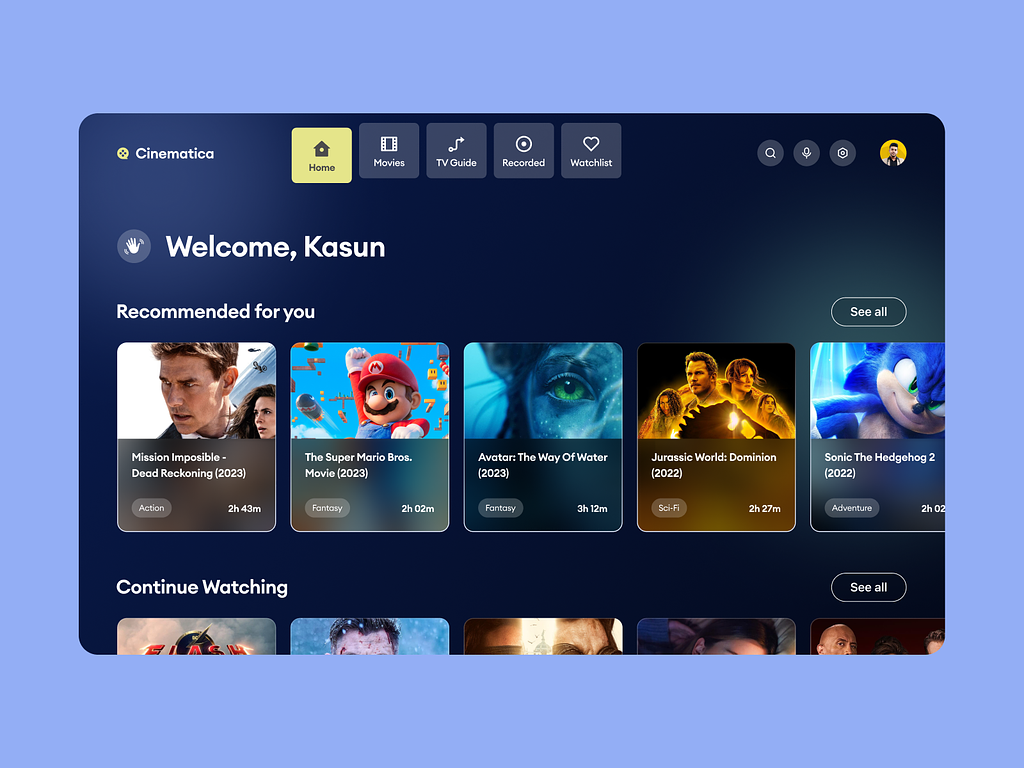 Cinematica
Home
Movies
TV Guide
Recorded
Watchlist
Welcome, Kasun
Recommended for you
See all
Mission Imposible -
Dead Reckoning (2023)
Action
2h 43m
The Super Mario Bros.
Movie (2023)
Fantasy
2h 02m
Avatar: The Way Of Water
(2023)
Fantasy
3h 12m
Jurassic World: Dominion
(2022)
Sci-Fi
2h 27m
Sonic The Hedgehog 2
(2022)
Adventure
2h 02
Continue Watching
See all
FLASH